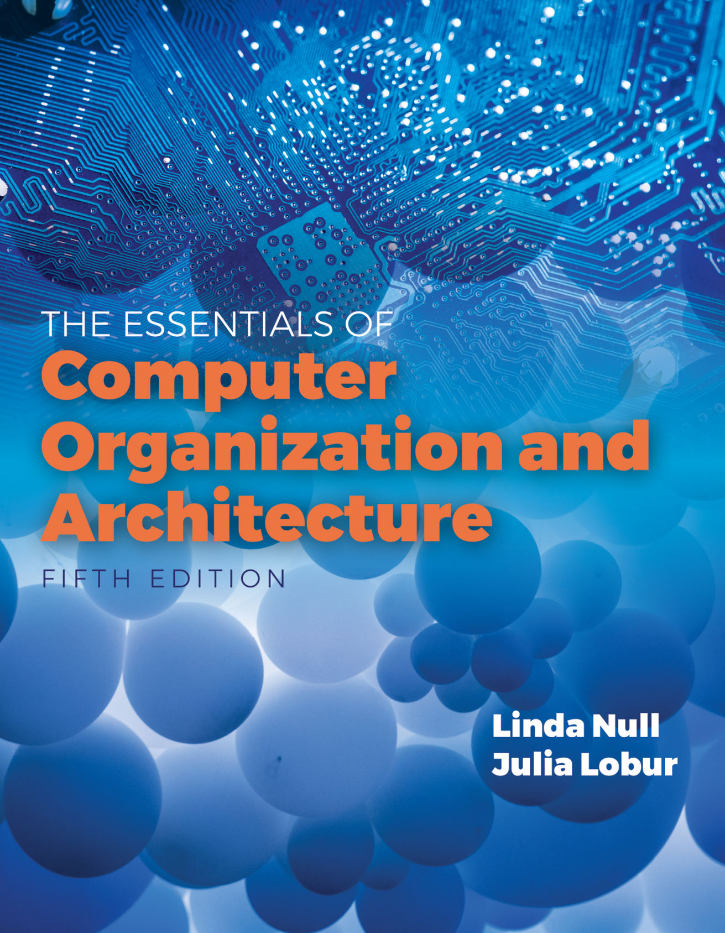 THE ESSENTIALS OF
Computer
Organization and
Architecture
FIFTH EDITION
Linda Null
Julia Lobur